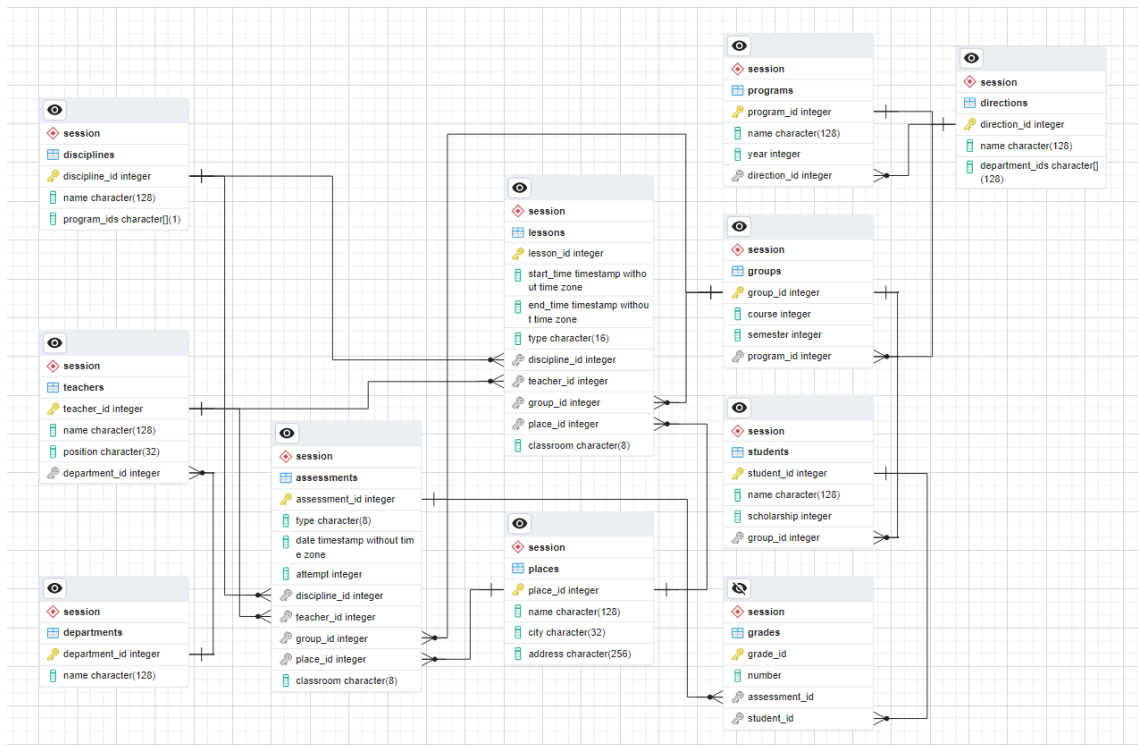 session
disciplines
discipline_id integer
name character(128)
program_ids character[](1)
session
teachers
teacher_id integer
name character(128)
position character(32)
department_id integer
session
departments
department_id integer
name character(128)
session
assessments
assessment_id integer
type character(8)
date timestamp without tim
e zone
attempt integer
discipline_id integer
teacher_id integer
group_id integer
place_id integer
classroom character(8)
session
lessons
lesson_id integer
start_time timestamp witho
ut time zone
end_time timestamp withou
t time zone
type character(16)
discipline_id integer
teacher_id integer
group_id integer
place_id integer
classroom character(8)
session
places
place_id integer
name character(128)
city character(32)
address character(256)
session
programs
program_id integer
name character(128)
year integer
direction_id integer
session
groups
group_id integer
course integer
semester integer
program_id integer
session
students
student_id integer
name character(128)
scholarship integer
group_id integer
session
grades
grade_id
number
assessment_id
student_id
session
directions
direction_id integer
name character(128)
department_ids character[]
(128)